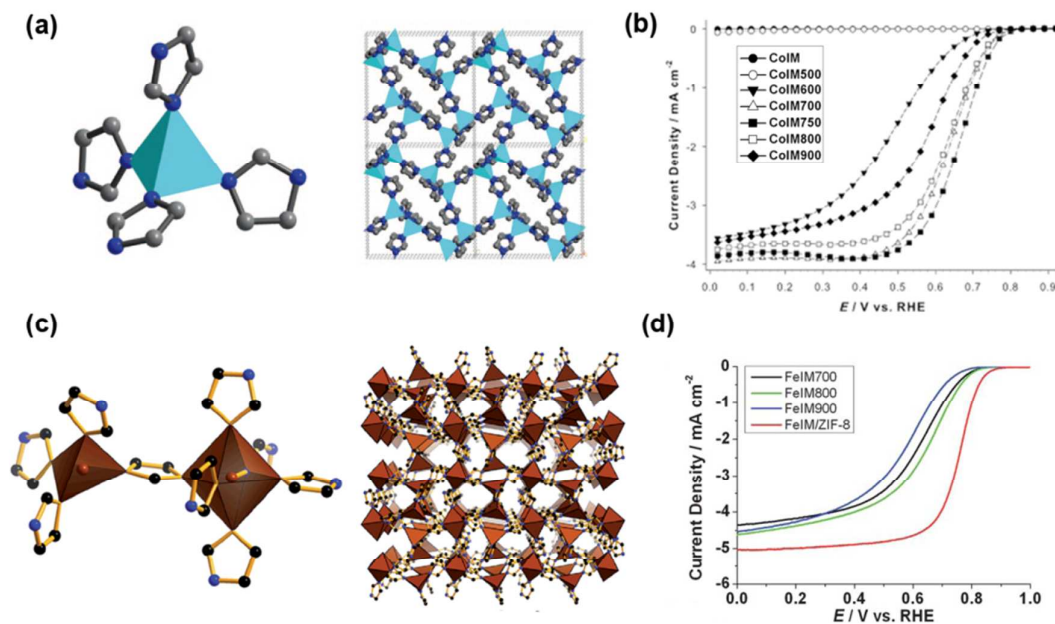 (a)
(b)
0
-1
-2
-3
-4
Current Density / mA cm-2
CoIM
CoIM500
CoIM600
CoIM700
CoIM750
CoIM800
CoIM900
0.0 0.1 0.2 0.3 0.4 0.5 0.6 0.7 0.8 0.9
E / V vs. RHE
(c)
(d)
0
-1
-2
-3
-4
-5
-6
Current Density / mA cm-2
FeIM700
FeIM800
FeIM900
FeIM/ZIF-8
0.0 0.2 0.4 0.6 0.8 1.0
E / V vs. RHE